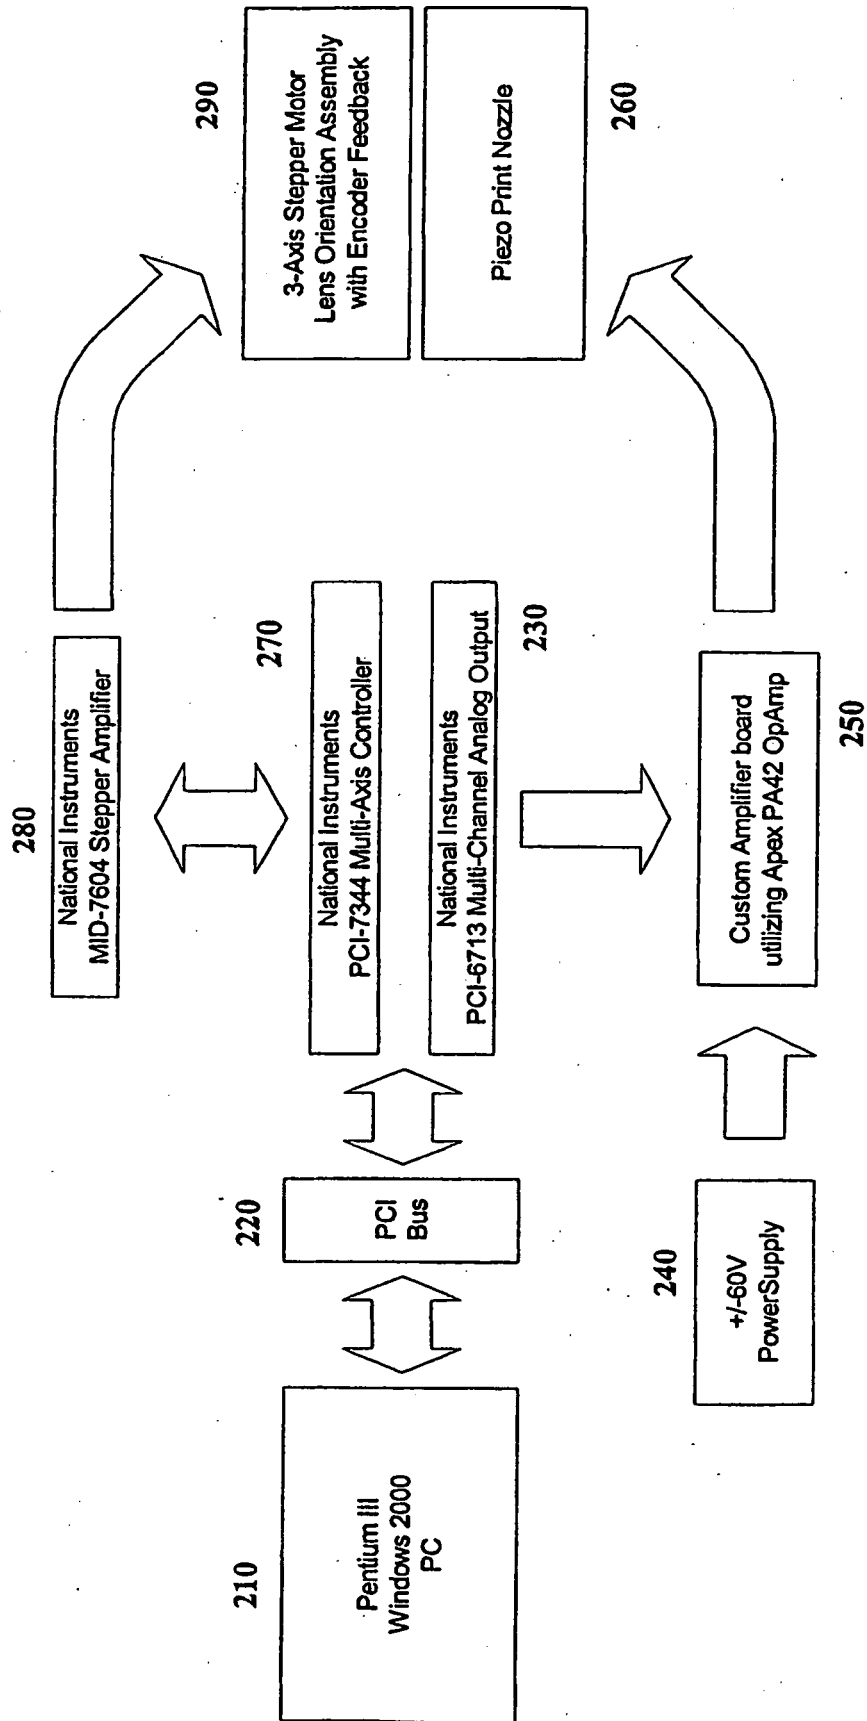 210
Pentium III
Windows 2000
PC
220
PCI
Bus
240
+/-60V
PowerSupply
280
National Instruments
MID-7604 Stepper Amplifier
270
National Instruments
PCI-7344 Multi-Axis Controller
National Instruments
PCI-6713 Multi-Channel Analog Output
230
Custom Amplifier board
utilizing Apex PA42 OpAmp
250
290
3-Axis Stepper Motor
Lens Orientation Assembly
with Encoder Feedback
Piezo Print Nozzle
260